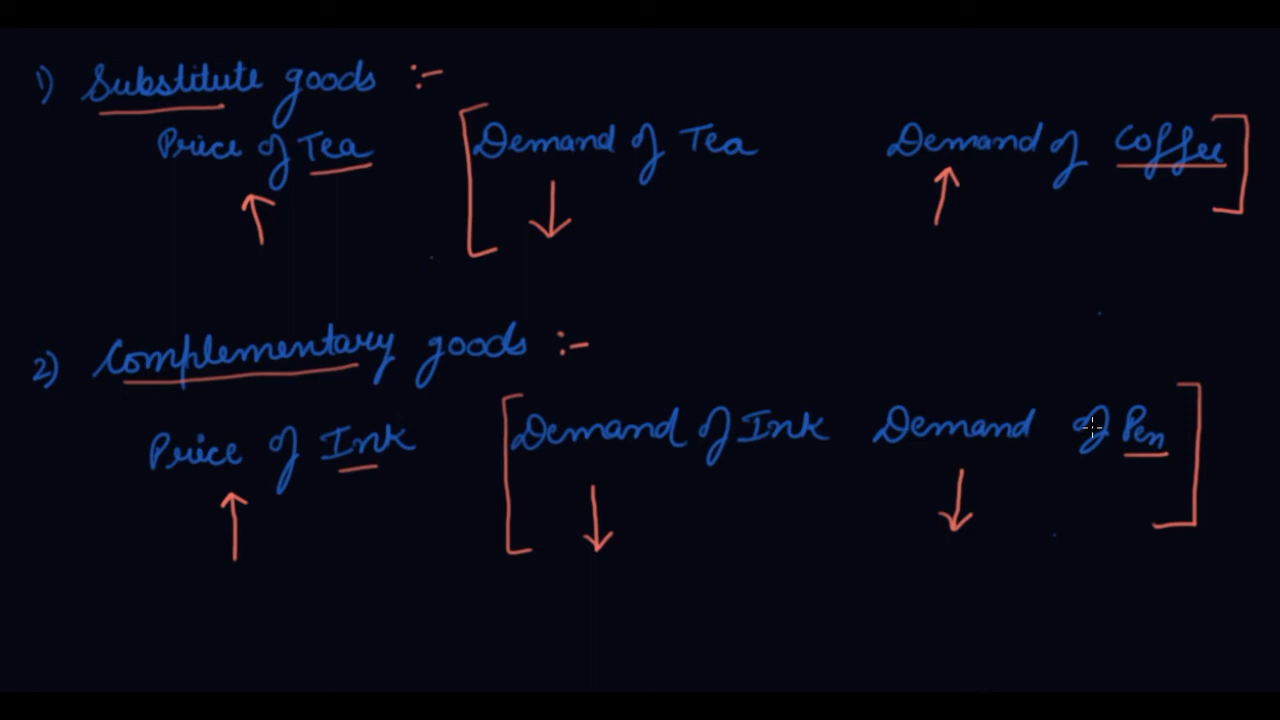 1) Substitute goods :-
Price of Tea [Demand of Tea Demand of Coffee]
↑ ↓ ↑
2) Complementary goods :-
Price of Ink [Demand of Ink Demand of Pen]
↑ ↓ ↓